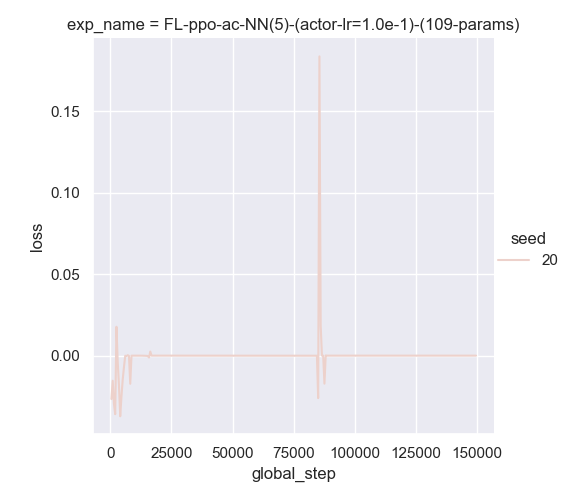 exp_name = FL-ppo-ac-NN(5)-(actor-lr=1.0e-1)-(109-params)
0.15
0.10
0.05
0.00
loss
0 25000 50000 75000 100000 125000 150000
global_step
seed
20